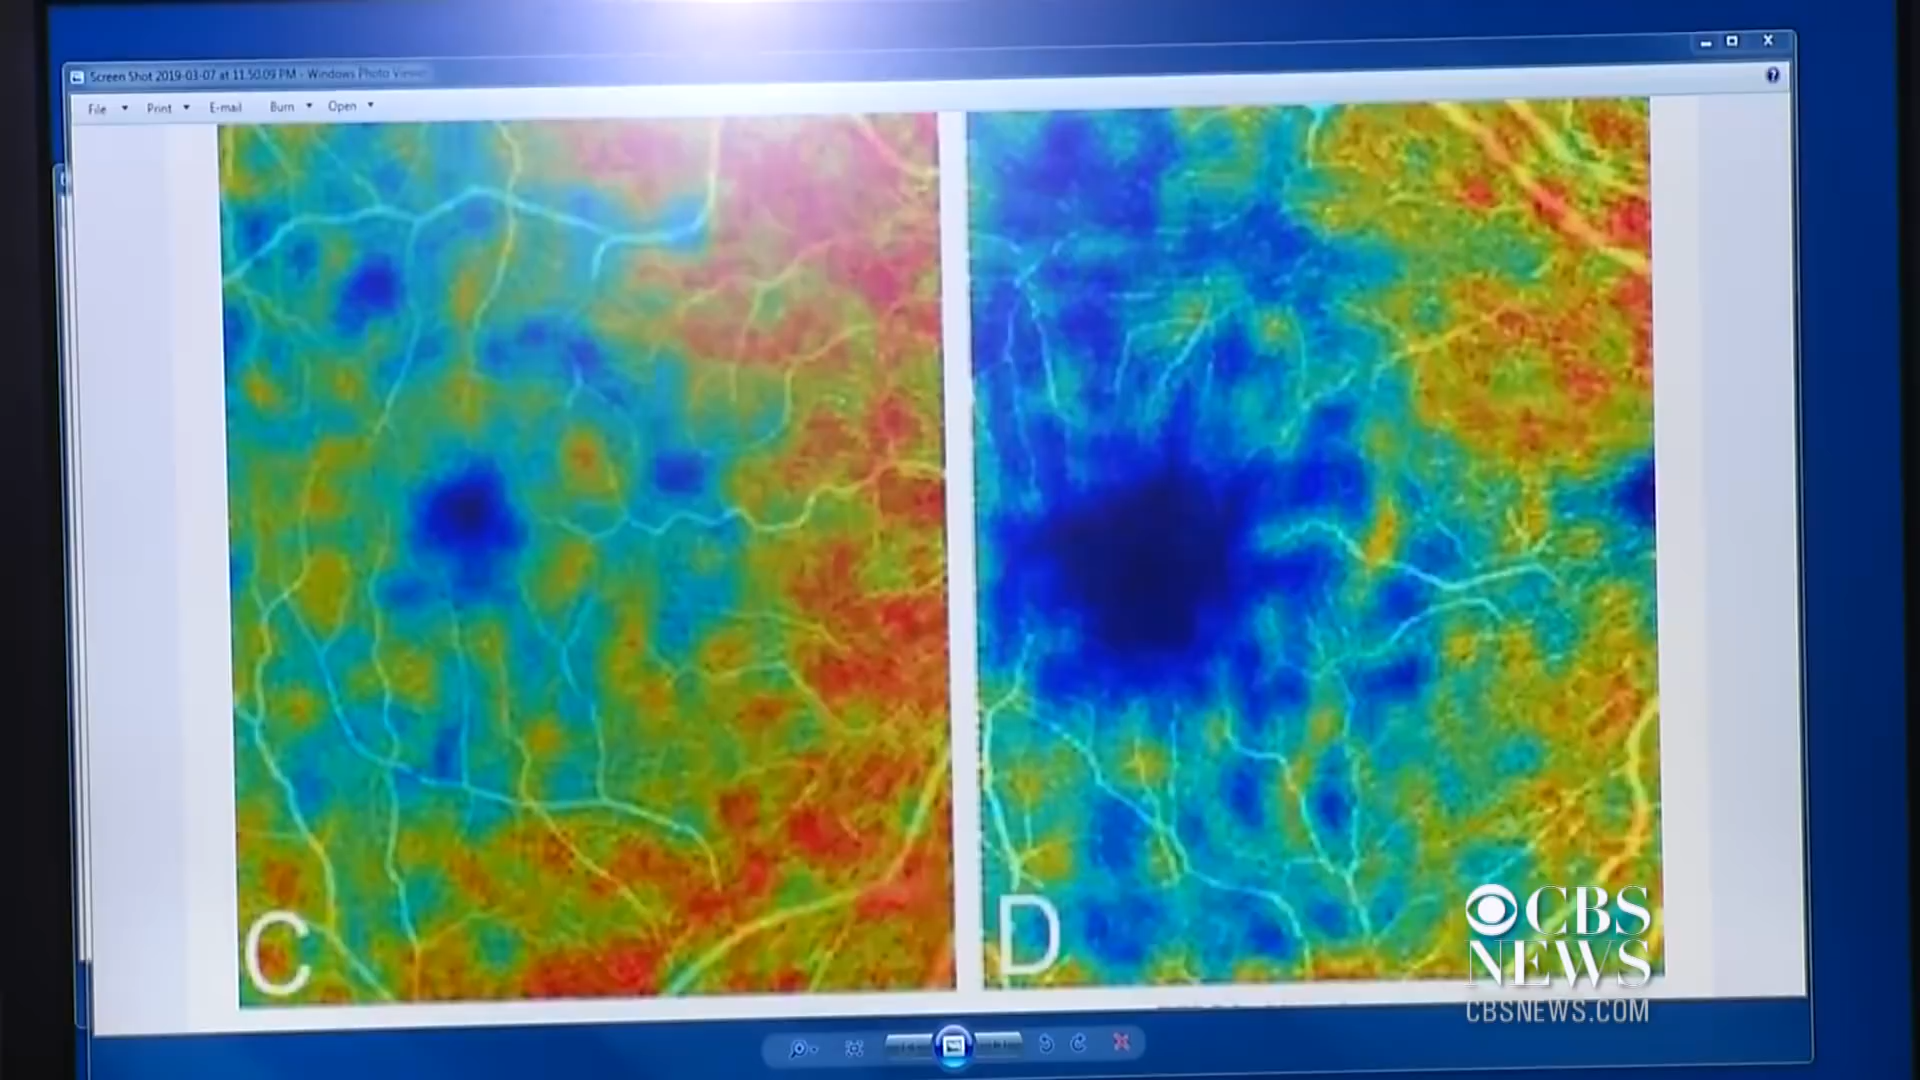 Screen Shot 2019-03-07 at 11.50.09 PM - Windows Photo Viewer
File Print E-mail Burn Open
C
D
CBS
NEWS
CBSNEWS.COM